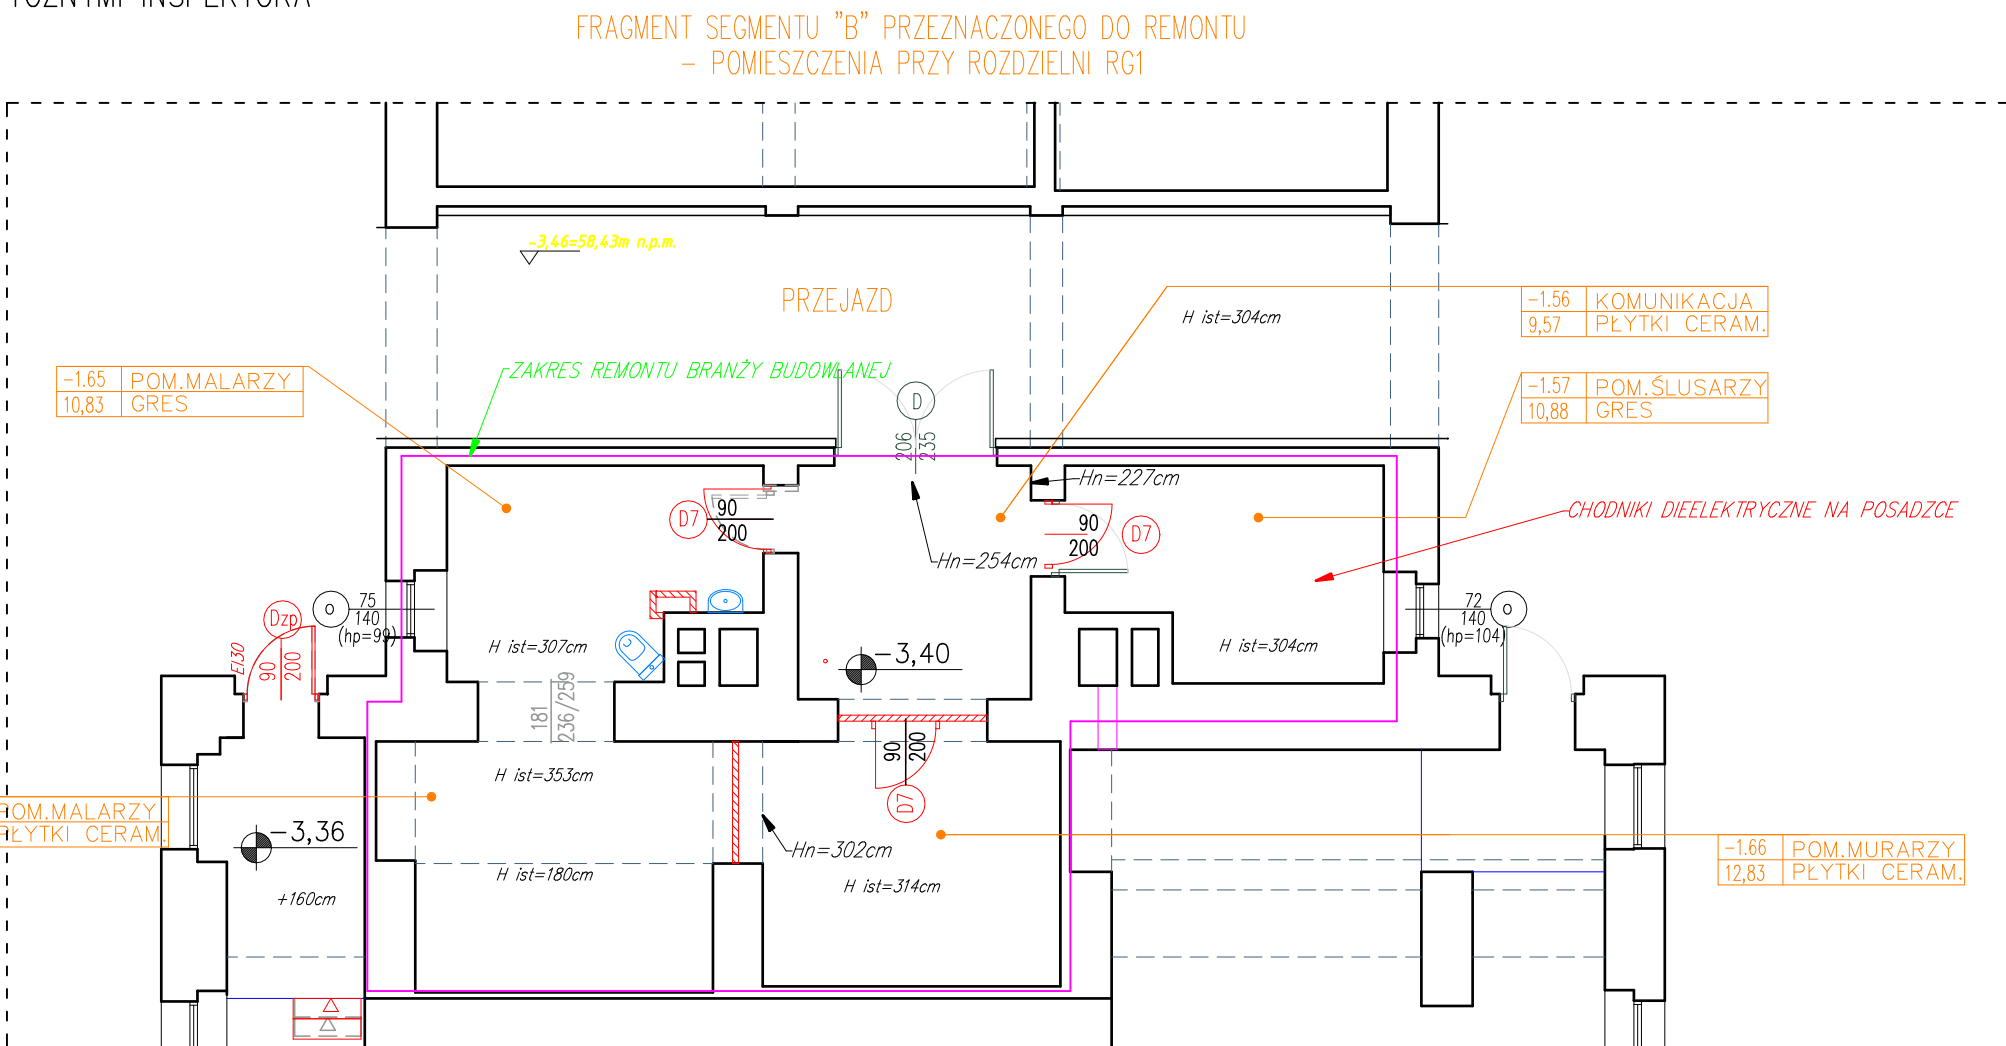 FRAGMENT SEGMENTU "B" PRZEZNACZONEGO DO REMONTU
- POMIESZCZENIA PRZY ROZDZIELNI RG1
-3,46=58,43m n.p.m.
PRZEJAZD
H ist=304cm
-1.56 KOMUNIKACJA
9,57 PŁYTKI CERAM.
ZAKRES REMONTU BRANŻY BUDOWLANEJ
-1.65 POM.MALARZY
10,83 GRES
-1.57 POM.ŚLUSARZY
10,88 GRES
D
206
235
Hn=227cm
CHODNIKI DIEELEKTRYCZNE NA POSADZCE
D7
90
200
90
200
D7
Hn=254cm
O
75
140
(hp=99)
Dzp
EI30
90
200
72
140
(hp=104)
O
H ist=307cm
-3,40
H ist=304cm
181
236/259
90
200
D7
H ist=353cm
POM.MALARZY
PŁYTKI CERAM.
-3,36
Hn=302cm
H ist=180cm
H ist=314cm
+160cm
-1.66 POM.MURARZY
12,83 PŁYTKI CERAM.